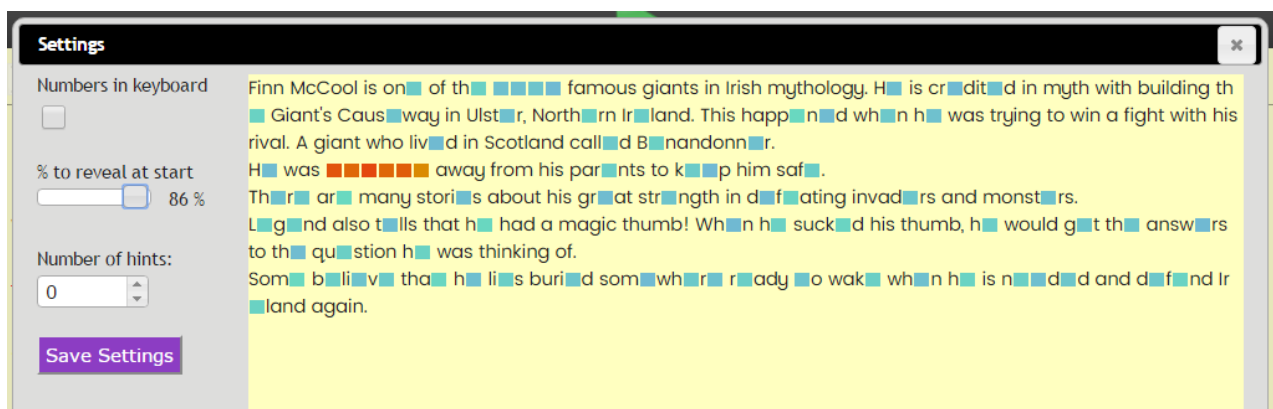 Settings
Numbers in keyboard
% to reveal at start
86 %
Number of hints:
0
Save Settings
Finn McCool is on■ of th■ ■■■■ famous giants in Irish mythology. H■ is cr■dit■d in myth with building th
■ Giant's Caus■way in Ulst■r, North■rn Ir■land. This happ■n■d wh■n h■ was trying to win a fight with his
rival. A giant who liv■d in Scotland call■d B■nandonn■r.
H■ was ■■■■■■ away from his par■nts to k■■p him saf■.
Th■r■ ar■ many stori■s about his gr■at str■ngth in d■f■ating invad■rs and monst■rs.
L■g■nd also t■lls that h■ had a magic thumb! Wh■n h■ suck■d his thumb, h■ would g■t th■ answ■rs
to th■ qu■stion h■ was thinking of.
Som■ b■li■v■ tha■ h■ li■s buri■d som■wh■r■ r■ady ■o wak■ wh■n h■ is n■■d■d and d■f■nd Ir
■land again.